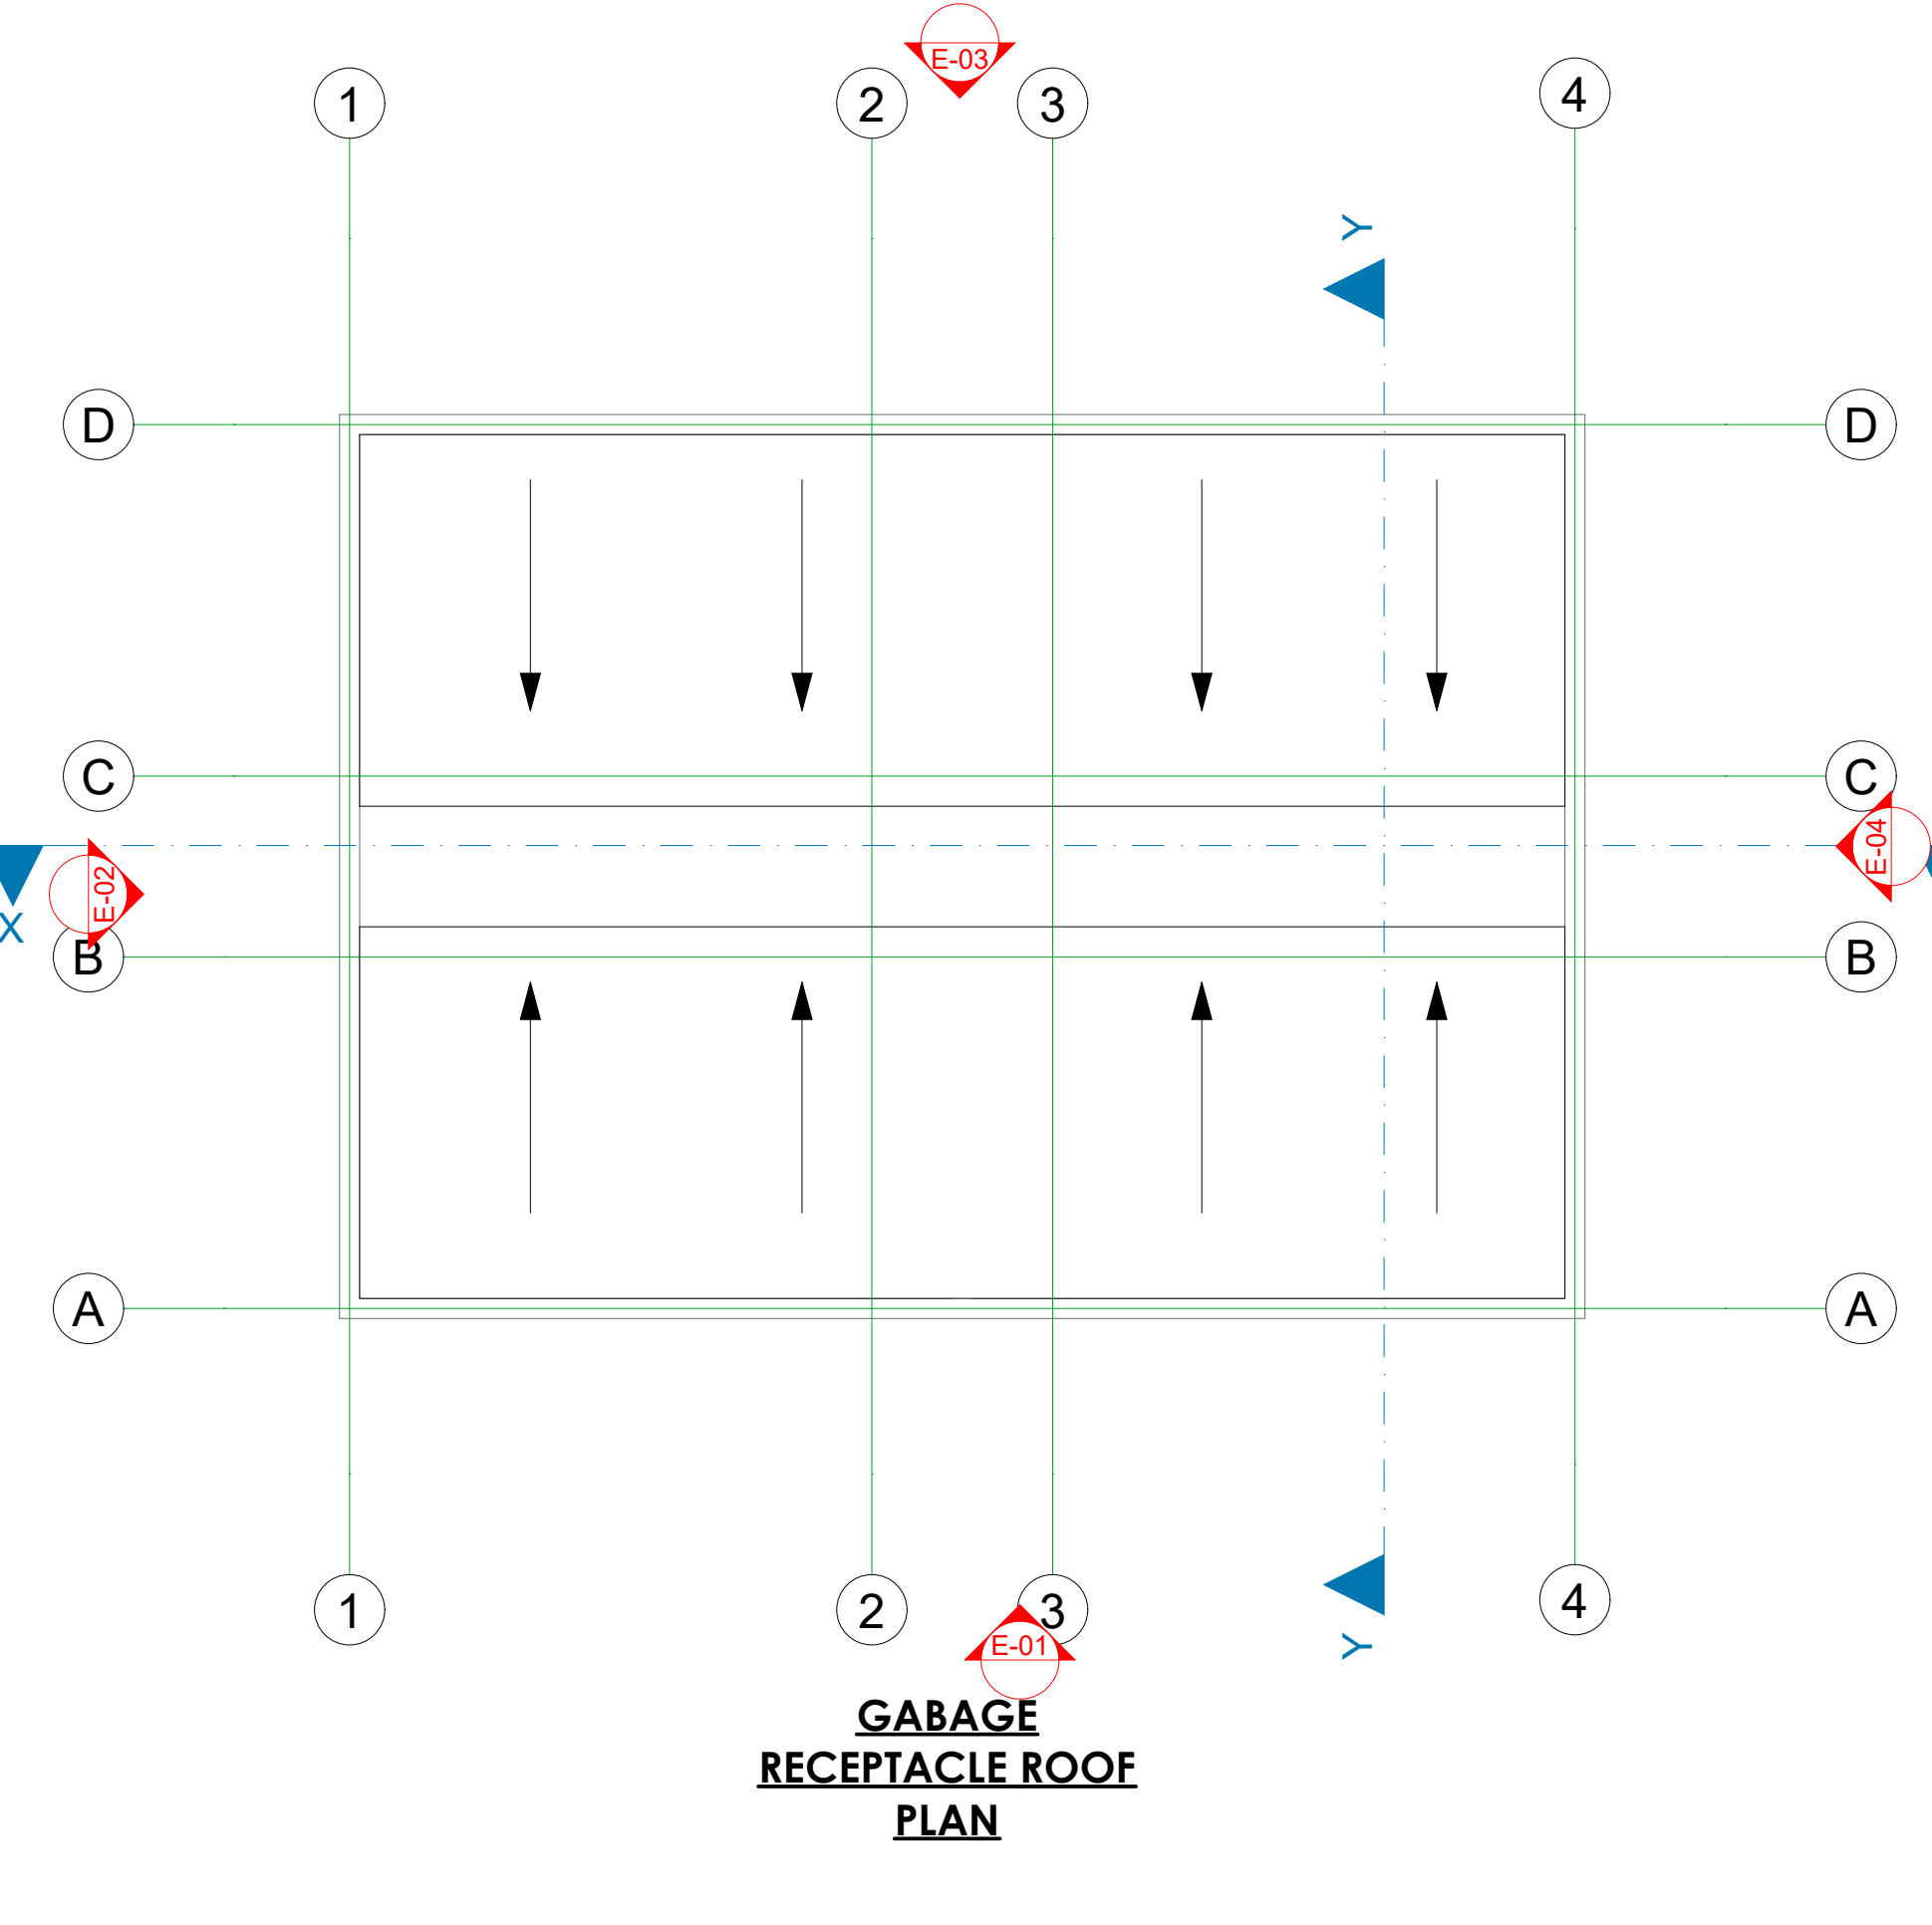 E-03
1 2 3 4
Y
D D
C C
E-04
E-02
X
B B
A A
1 2 3 4
E-01
Y
GABAGE
RECEPTACLE ROOF
PLAN